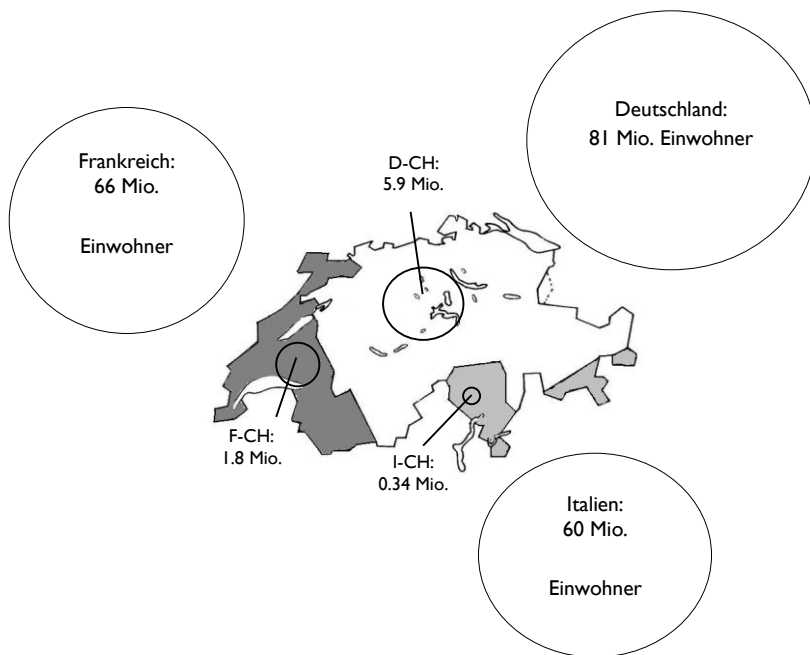 Deutschland:
81 Mio. Einwohner
Frankreich:
66 Mio.
Einwohner
D-CH:
5.9 Mio.
F-CH:
1.8 Mio.
I-CH:
0.34 Mio.
Italien:
60 Mio.
Einwohner